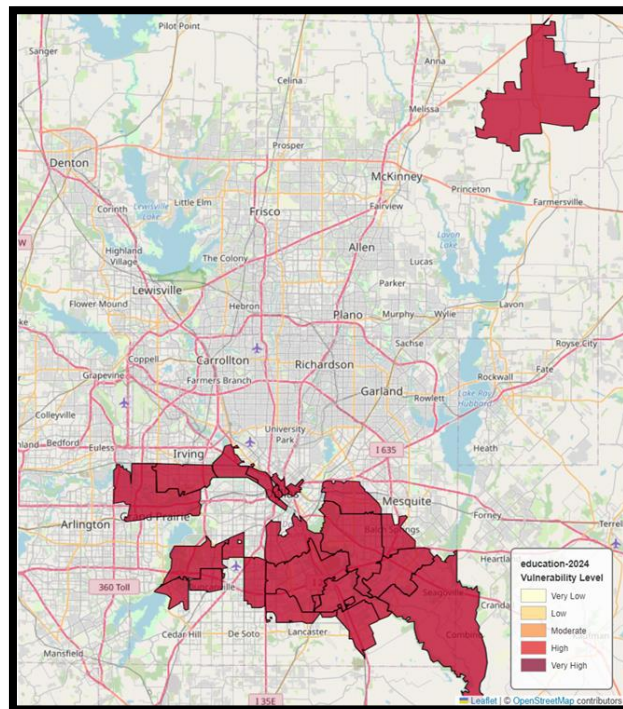 Pilot Point
Sanger
Anna
Celina
Melissa
Prosper
Denton
McKinney
Princeton
Corinth
Lewisville
Lake
Little Elm
Frisco
Fairview
Farmersville
Highland
Village
The Colony
Allen
Lucas
Lavon
Lake
Lewisville
Parker
Flower Mound
Hebron
Plano
Murphy
Wylie
Lavon
Coppell
Carrollton
Sachse
Royse City
Grapevine
Farmers Branch
Richardson
Fate
Garland
Rockwall
Rowlett
Lake Ray
Hubbard
Colleyville
University
Park
I 635
Heath
Bedford
Euless
Irving
Mesquite
Forney
Terrel
Arlington
Grand Prairie
Balch Springs
Heartland
360 Toll
Duncanville
I 20
Seagoville
Crandal
Cedar Hill
De Soto
Lancaster
Combine
Mansfield
I 35E
education-2024
Vulnerability Level
Very Low
Low
Moderate
High
Very High
Leaflet | © OpenStreetMap contributors